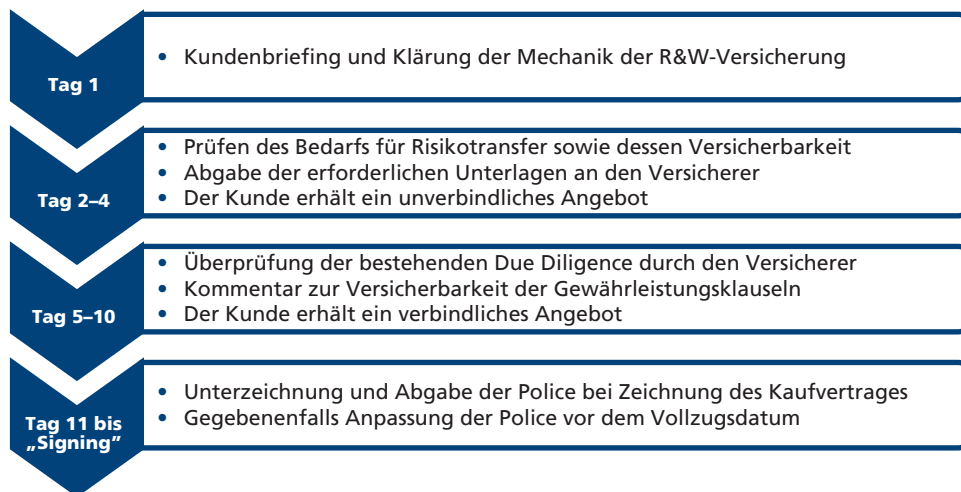 Tag 1
• Kundenbriefing und Klärung der Mechanik der R&W-Versicherung
Tag 2–4
• Prüfen des Bedarfs für Risikotransfer sowie dessen Versicherbarkeit
• Abgabe der erforderlichen Unterlagen an den Versicherer
• Der Kunde erhält ein unverbindliches Angebot
Tag 5–10
• Überprüfung der bestehenden Due Diligence durch den Versicherer
• Kommentar zur Versicherbarkeit der Gewährleistungsklauseln
• Der Kunde erhält ein verbindliches Angebot
Tag 11 bis
„Signing”
• Unterzeichnung und Abgabe der Police bei Zeichnung des Kaufvertrages
• Gegebenenfalls Anpassung der Police vor dem Vollzugsdatum